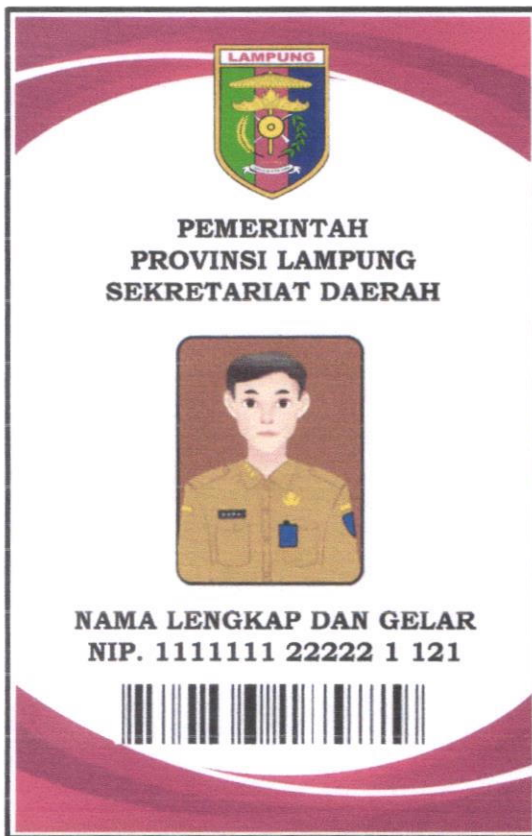 LAMPUNG
PEMERINTAH
PROVINSI LAMPUNG
SEKRETARIAT DAERAH
NAMA LENGKAP DAN GELAR
NIP. 1111111 22222 1 121